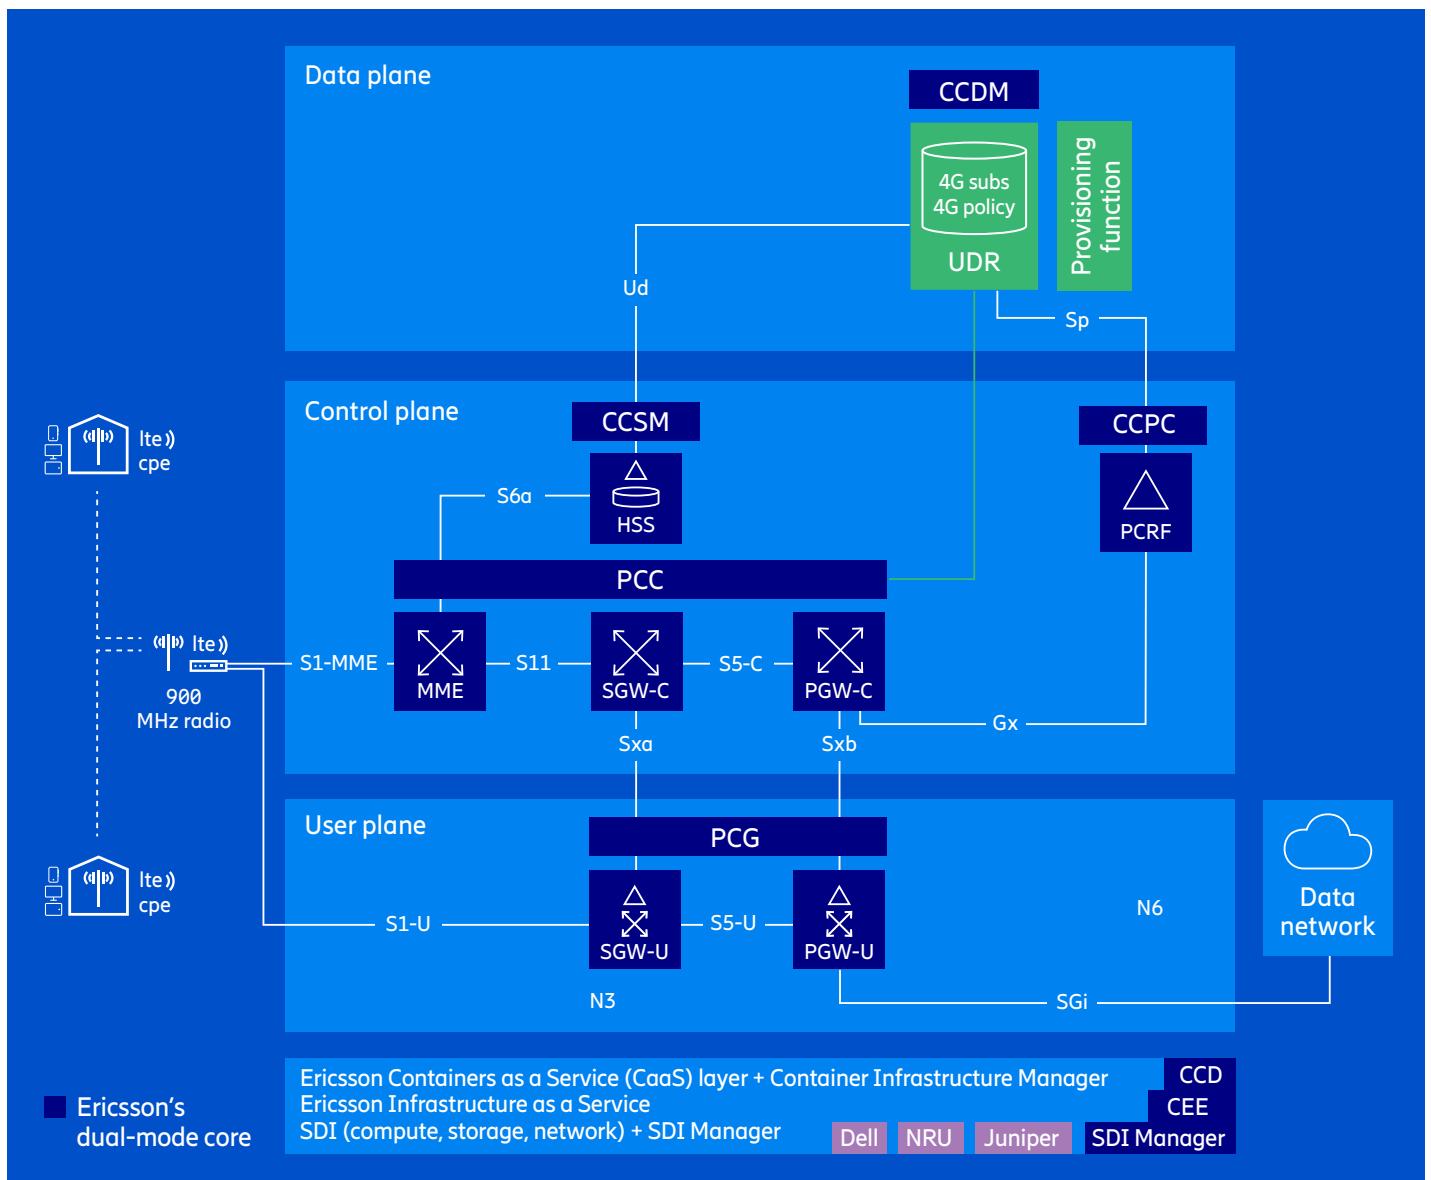 Data plane
CCDM
4G subs
4G policy
UDR
Provisioning
function
Ud
Sp
Control plane
CCSM
CCPC
S6a
HSS
PCRF
PCC
lte
cpe
lte
900
MHz radio
S1-MME
MME
S11
SGW-C
S5-C
PGW-C
Gx
Sxa
Sxb
User plane
PCG
lte
cpe
S1-U
SGW-U
S5-U
PGW-U
N6
Data
network
N3
SGi
Ericsson Containers as a Service (CaaS) layer + Container Infrastructure Manager
CCD
Ericsson Infrastructure as a Service
CEE
SDI (compute, storage, network) + SDI Manager
Dell
NRU
Juniper
SDI Manager
Ericsson's
dual-mode core